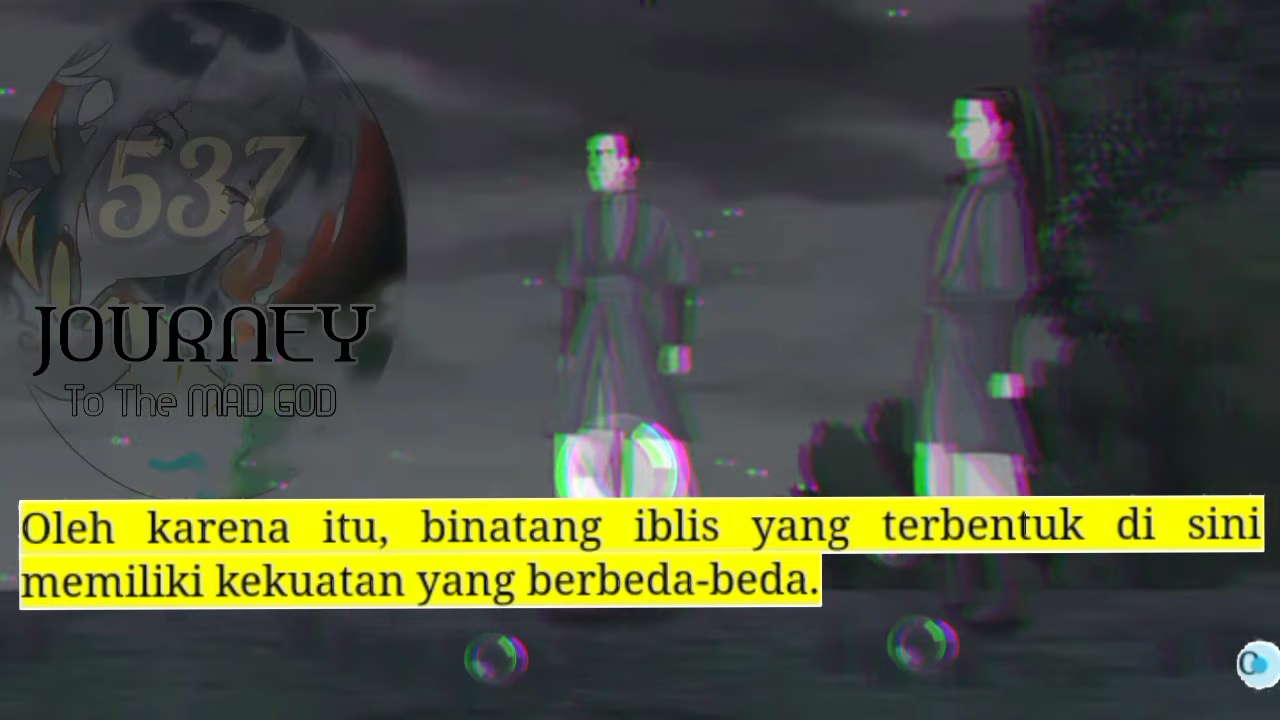 537
JOURNEY
To The MAD GOD
Oleh karena itu, binatang iblis yang terbentuk di sini
memiliki kekuatan yang berbeda-beda.